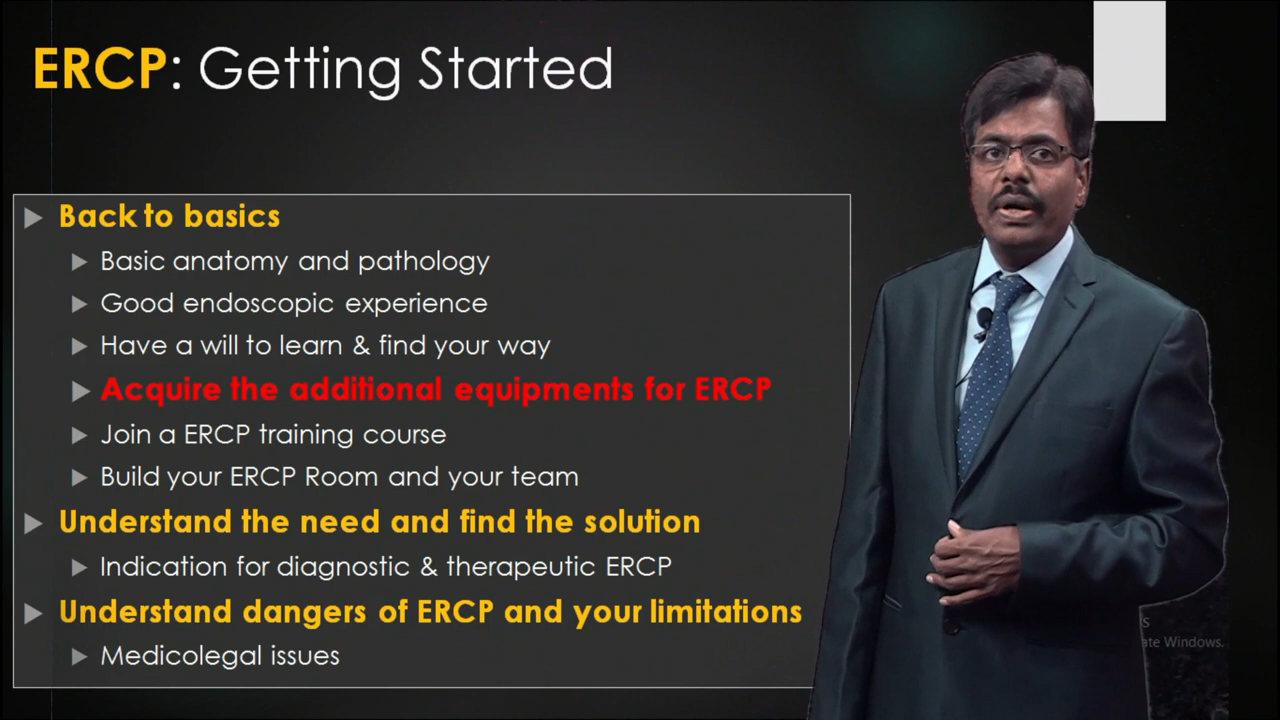 ERCP: Getting Started
Back to basics
Basic anatomy and pathology
Good endoscopic experience
Have a will to learn & find your way
Acquire the additional equipments for ERCP
Join a ERCP training course
Build your ERCP Room and your team
Understand the need and find the solution
Indication for diagnostic & therapeutic ERCP
Understand dangers of ERCP and your limitations
Medicolegal issues
s
ate Windows.